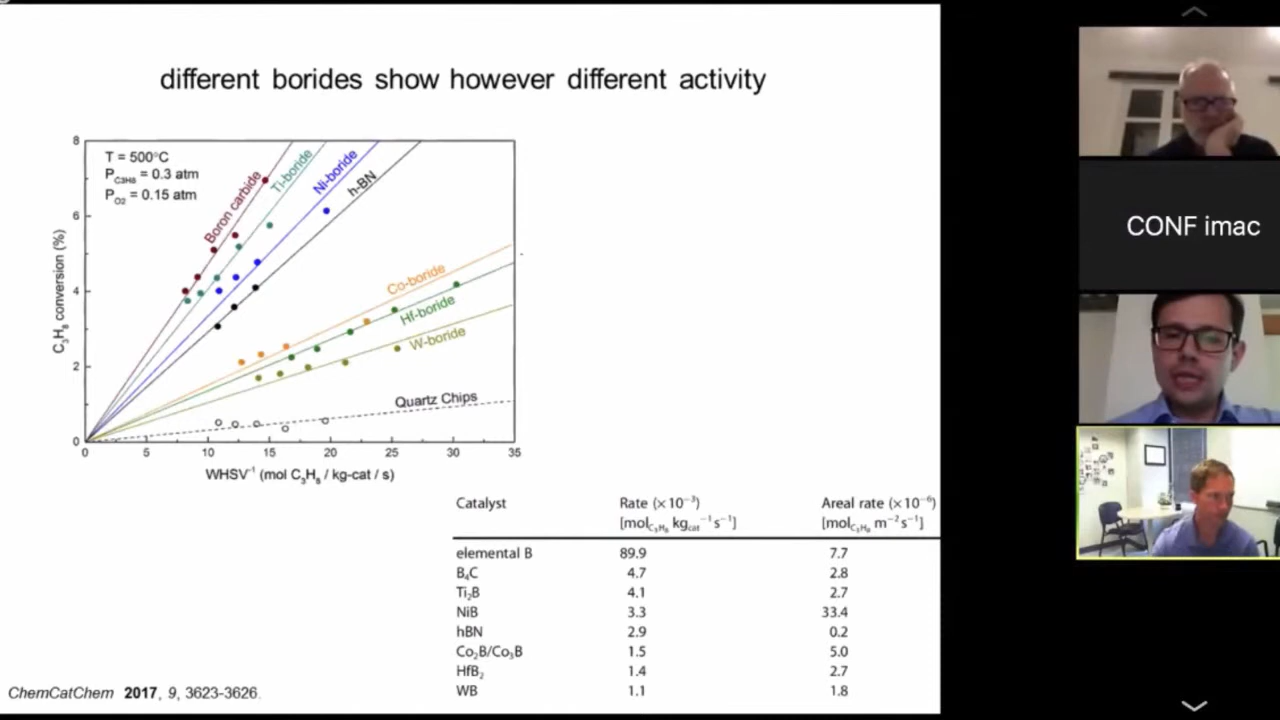 different borides show however different activity
T = 500°C
P_C3H8 = 0.3 atm
P_O2 = 0.15 atm
Boron carbide
Ti-boride
Ni-boride
h-BN
Co-boride
Hf-boride
W-boride
Quartz Chips
C₃H₈ conversion (%)
8
6
4
2
0
0 5 10 15 20 25 30 35
WHSV⁻¹ (mol C₃H₈ / kg-cat / s)
Catalyst Rate (×10⁻³) Areal rate (×10⁻⁶)
[mol_C₃H₈ kg_cat⁻¹ s⁻¹] [mol_C₃H₈ m⁻² s⁻¹]
elemental B 89.9 7.7
B₄C 4.7 2.8
Ti₂B 4.1 2.7
NiB 3.3 33.4
hBN 2.9 0.2
Co₂B/Co₃B 1.5 5.0
HfB₂ 1.4 2.7
WB 1.1 1.8
ChemCatChem 2017, 9, 3623-3626.
CONF imac